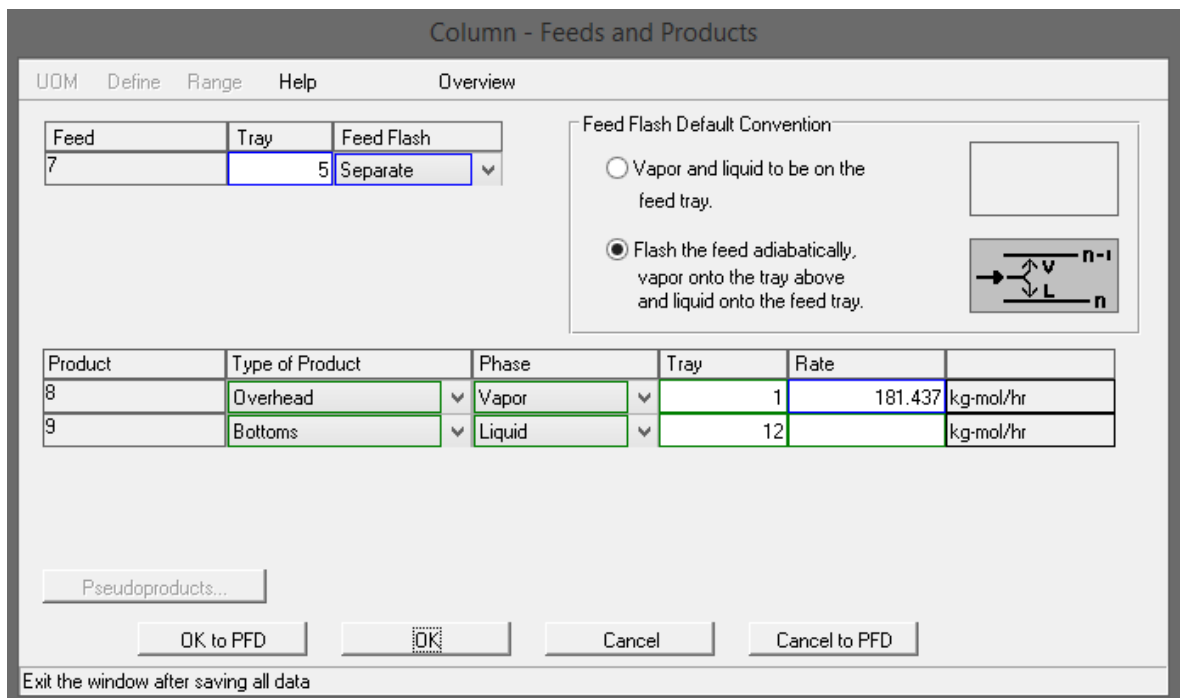 Column - Feeds and Products
UOM Define Range Help Overview
Feed Tray Feed Flash
7 5 Separate
Feed Flash Default Convention
Vapor and liquid to be on the
feed tray.
Flash the feed adiabatically,
vapor onto the tray above
and liquid onto the feed tray.
n-1
V
L
n
Product Type of Product Phase Tray Rate
8 Overhead Vapor 1 181.437 kg-mol/hr
9 Bottoms Liquid 12 kg-mol/hr
Pseudoproducts...
OK to PFD OK Cancel Cancel to PFD
Exit the window after saving all data